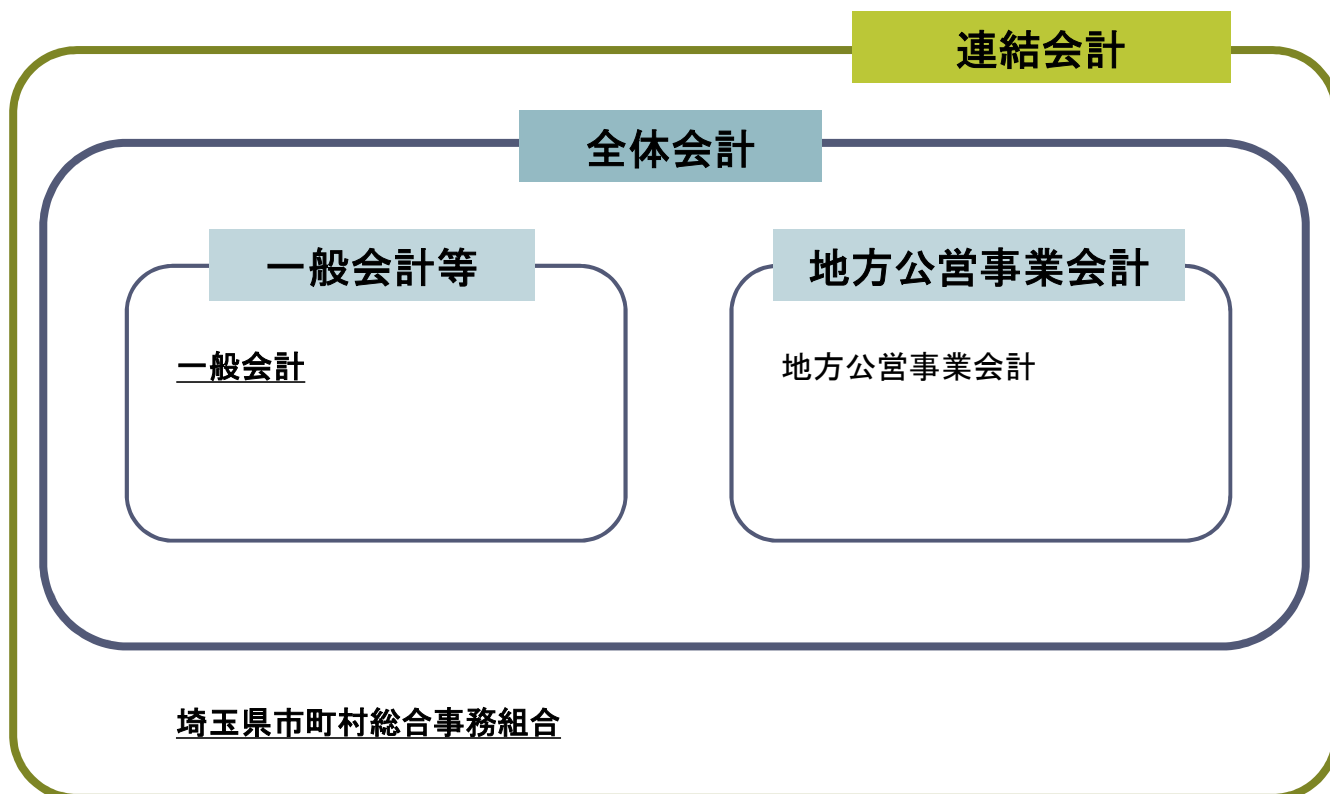 連結会計
全体会計
一般会計等
地方公営事業会計
一般会計
地方公営事業会計
埼玉県市町村総合事務組合